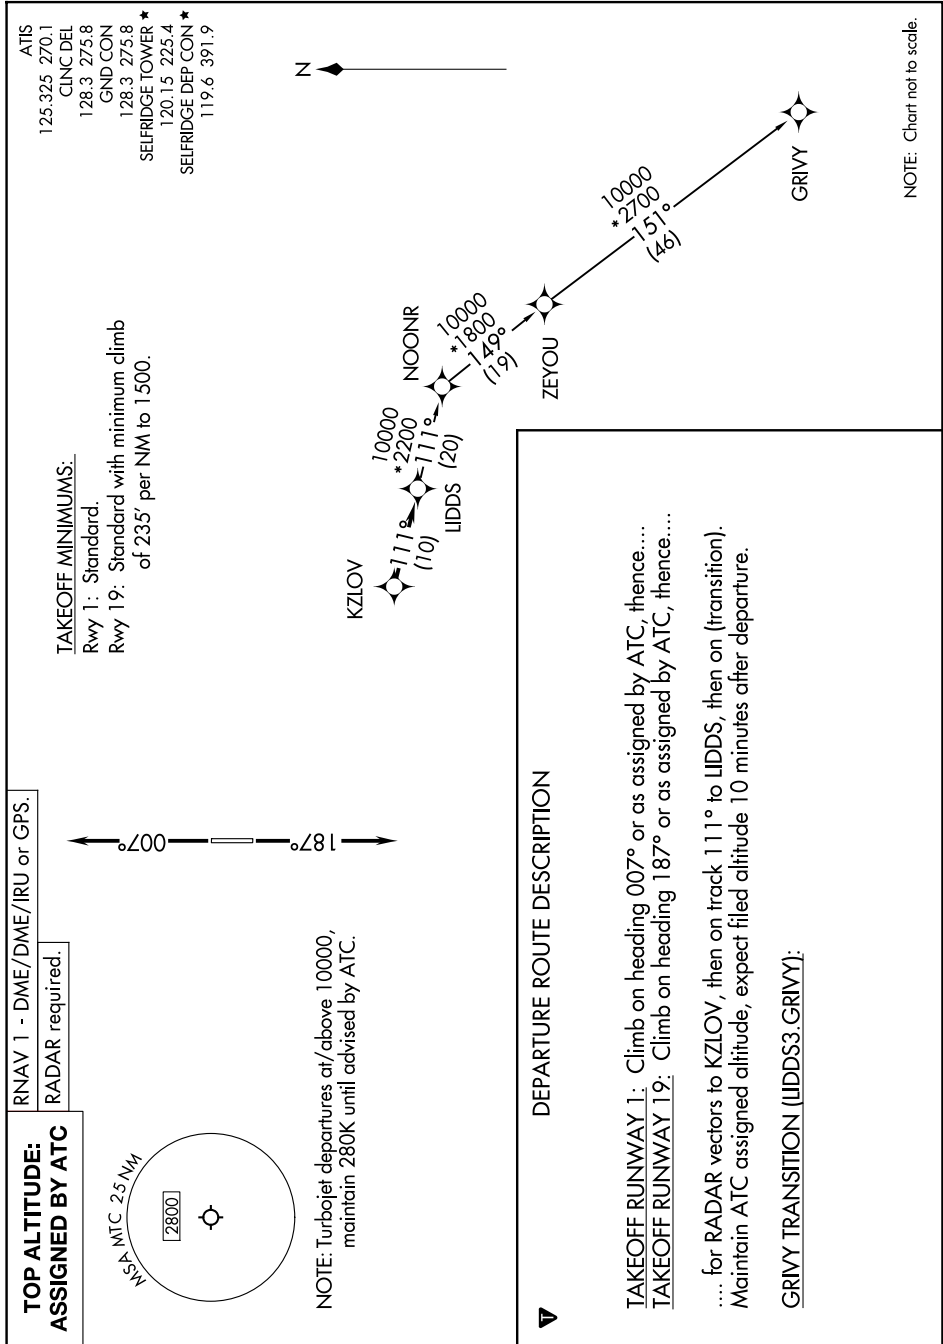 TOP ALTITUDE:
ASSIGNED BY ATC
RNAV 1 - DME/DME/IRU or GPS.
RADAR required.
ATIS
125.325 270.1
CLNC DEL
128.3 275.8
GND CON
128.3 275.8
SELFRIDGE TOWER ★
120.15 225.4
SELFRIDGE DEP CON ★
119.6 391.9
MSA MTC 25 NM
2800
NOTE: Turbojet departures at/above 10000,
maintain 280K until advised by ATC.
007°
187°
TAKEOFF MINIMUMS:
Rwy 1: Standard.
Rwy 19: Standard with minimum climb
of 235' per NM to 1500.
N
KZLOV
111°
(10)
LIDDS
10000
*2200
111°
(20)
NOONR
10000
*1800
149°
(19)
ZEYOU
10000
*2700
151°
(46)
GRIVY
NOTE: Chart not to scale.
T
DEPARTURE ROUTE DESCRIPTION
TAKEOFF RUNWAY 1: Climb on heading 007° or as assigned by ATC, thence....
TAKEOFF RUNWAY 19: Climb on heading 187° or as assigned by ATC, thence....
.... for RADAR vectors to KZLOV, then on track 111° to LIDDS, then on (transition).
Maintain ATC assigned altitude, expect filed altitude 10 minutes after departure.
GRIVY TRANSITION (LIDDS3.GRIVY):